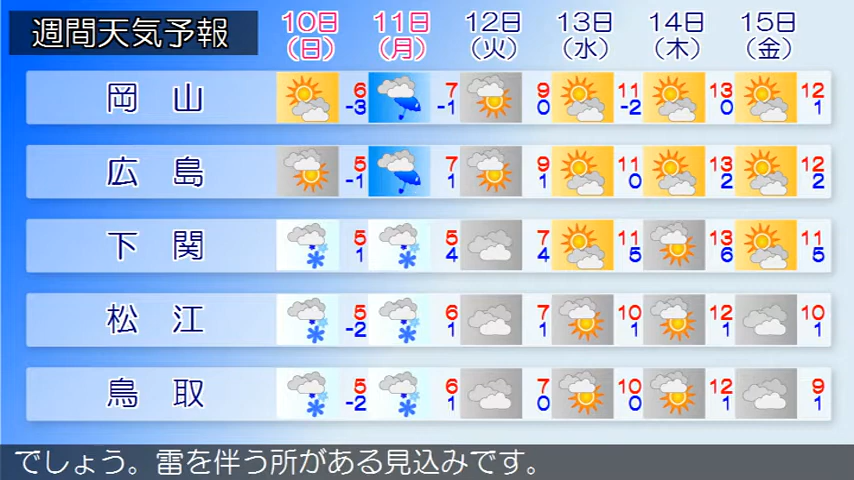 週間天気予報
10日 11日 12日 13日 14日 15日
(日) (月) (火) (水) (木) (金)
岡山 6 -3 7 -1 9 0 11 -2 13 0 12 1
広島 5 -1 7 1 9 1 11 0 13 2 12 2
下関 5 1 5 4 7 4 11 5 13 6 11 5
松江 5 -2 6 1 7 1 10 1 12 1 10 1
鳥取 5 -2 6 1 7 0 10 0 12 1 9 1
でしょう。雷を伴う所がある見込みです。